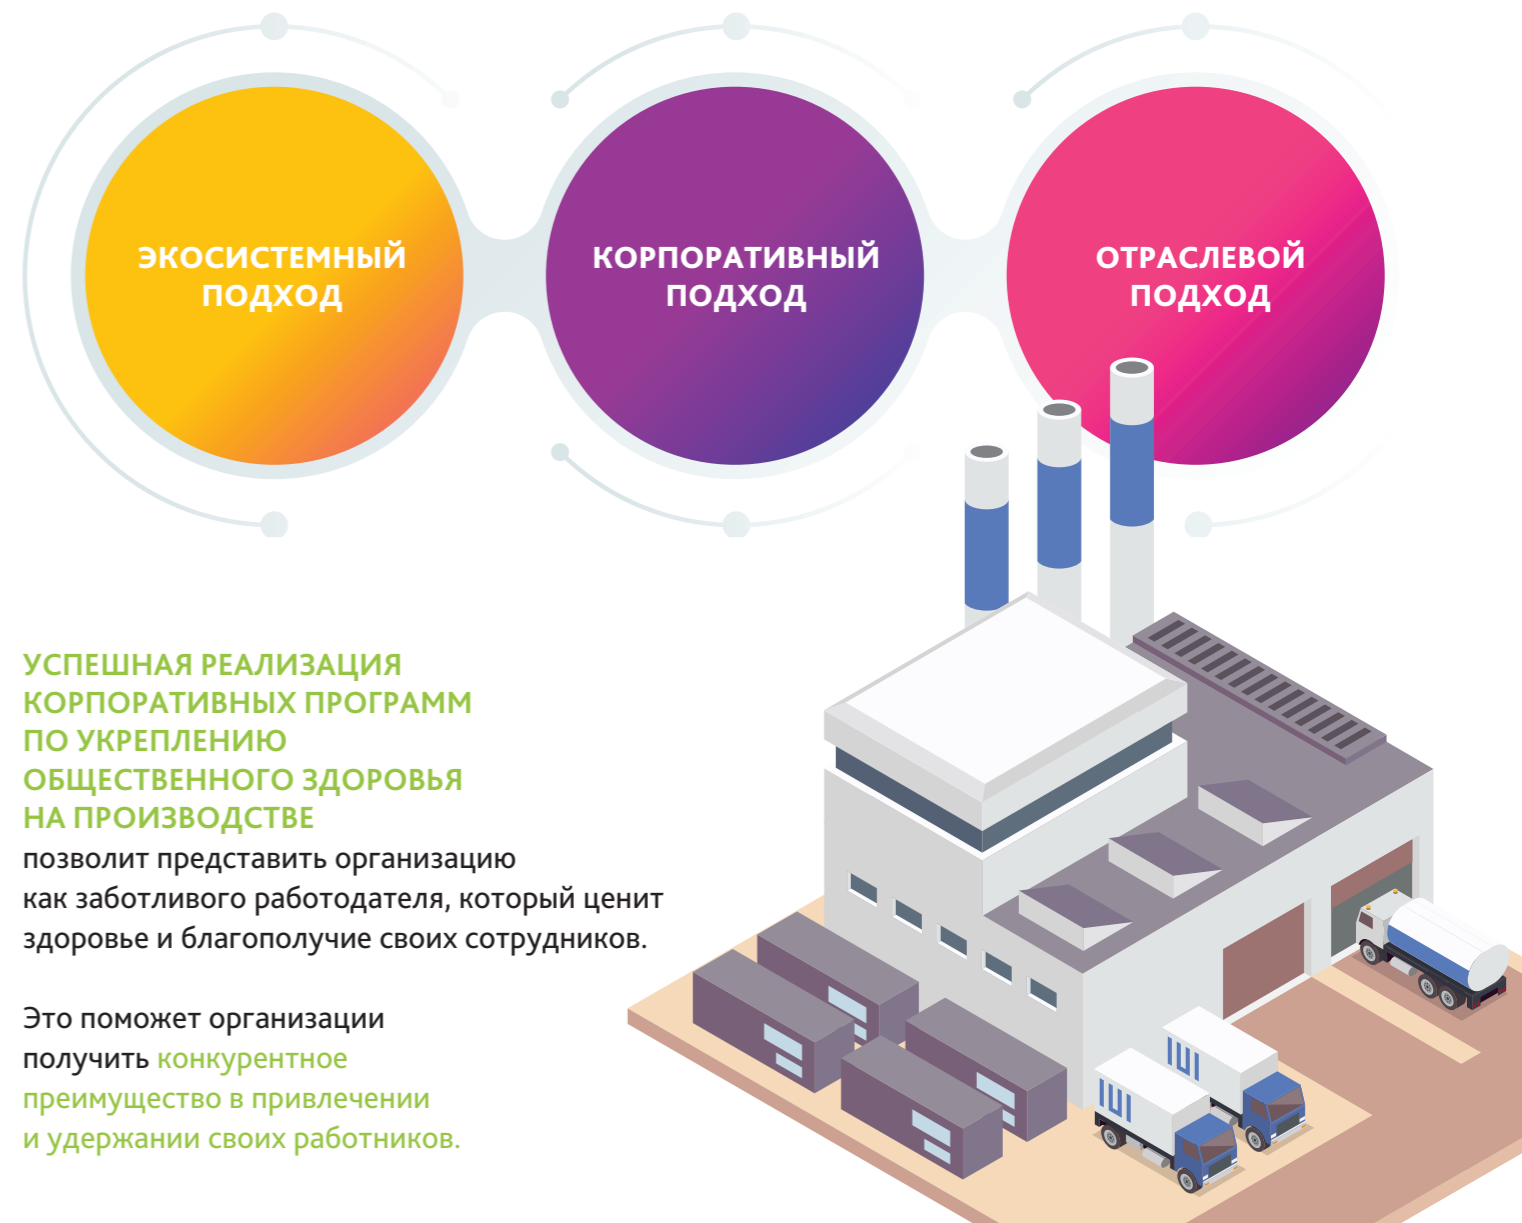 ЭКОСИСТЕМНЫЙ
ПОДХОД
КОРПОРАТИВНЫЙ
ПОДХОД
ОТРАСЛЕВОЙ
ПОДХОД
УСПЕШНАЯ РЕАЛИЗАЦИЯ
КОРПОРАТИВНЫХ ПРОГРАММ
ПО УКРЕПЛЕНИЮ
ОБЩЕСТВЕННОГО ЗДОРОВЬЯ
НА ПРОИЗВОДСТВЕ
позволит представить организацию
как заботливого работодателя, который ценит
здоровье и благополучие своих сотрудников.
Это поможет организации
получить конкурентное
преимущество в привлечении
и удержании своих работников.